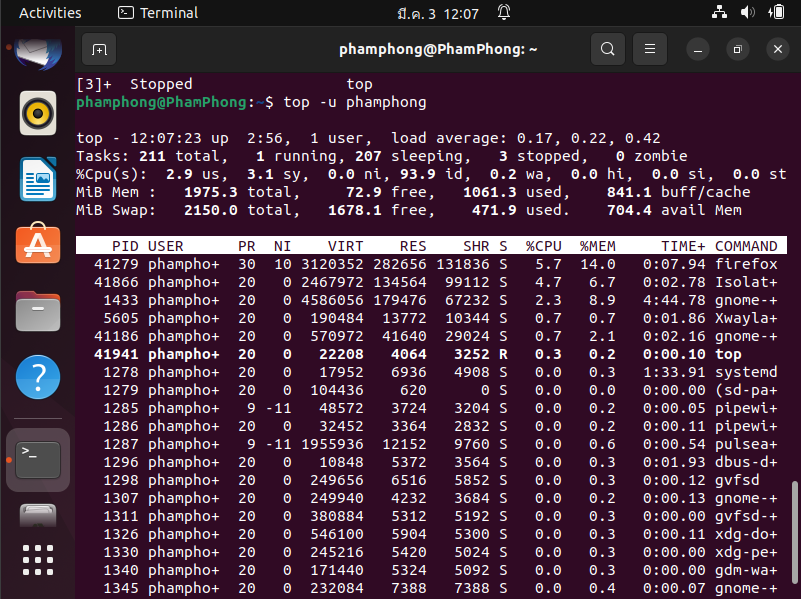 Activities Terminal มี.ค. 3 12:07
phamphong@PhamPhong: ~
[3]+  Stopped                 top
phamphong@PhamPhong:~$ top -u phamphong
top - 12:07:23 up  2:56,  1 user,  load average: 0.17, 0.22, 0.42
Tasks: 211 total,   1 running, 207 sleeping,   3 stopped,   0 zombie
%Cpu(s):  2.9 us,  3.1 sy,  0.0 ni, 93.9 id,  0.2 wa,  0.0 hi,  0.0 si,  0.0 st
MiB Mem :   1975.3 total,     72.9 free,   1061.3 used,    841.1 buff/cache
MiB Swap:   2150.0 total,   1678.1 free,    471.9 used.    704.4 avail Mem
PID USER      PR  NI    VIRT    RES    SHR S  %CPU  %MEM     TIME+ COMMAND
41279 phampho+  30  10 3120352 282656 131836 S   5.7  14.0   0:07.94 firefox
41866 phampho+  20   0 2467972 134564  99112 S   4.7   6.7   0:02.78 Isolat+
1433 phampho+  20   0 4586056 179476  67232 S   2.3   8.9   4:44.78 gnome-+
5605 phampho+  20   0  190484  13772  10344 S   0.7   0.7   0:01.86 Xwayla+
41186 phampho+  20   0  570972  41640  29024 S   0.7   2.1   0:02.16 gnome-+
41941 phampho+  20   0   22208   4064   3252 R   0.3   0.2   0:00.10 top
1278 phampho+  20   0   17952   6936   4908 S   0.0   0.3   1:33.91 systemd
1279 phampho+  20   0  104436    620      0 S   0.0   0.0   0:00.00 (sd-pa+
1285 phampho+   9 -11   48572   3724   3204 S   0.0   0.2   0:00.05 pipewi+
1286 phampho+  20   0   32452   3364   2832 S   0.0   0.2   0:00.11 pipewi+
1287 phampho+   9 -11 1955936  12152   9760 S   0.0   0.6   0:00.54 pulsea+
1296 phampho+  20   0   10848   5372   3564 S   0.0   0.3   0:01.93 dbus-d+
1298 phampho+  20   0  249656   6516   5852 S   0.0   0.3   0:00.12 gvfsd
1307 phampho+  20   0  249940   4232   3684 S   0.0   0.2   0:00.13 gnome-+
1311 phampho+  20   0  380884   5312   5192 S   0.0   0.3   0:00.00 gvfsd-+
1326 phampho+  20   0  546100   5904   5300 S   0.0   0.3   0:00.11 xdg-do+
1330 phampho+  20   0  245216   5420   5024 S   0.0   0.3   0:00.00 xdg-pe+
1340 phampho+  20   0  171440   5324   5092 S   0.0   0.3   0:00.00 gdm-wa+
1345 phampho+  20   0  232084   7388   7388 S   0.0   0.4   0:00.07 gnome-+